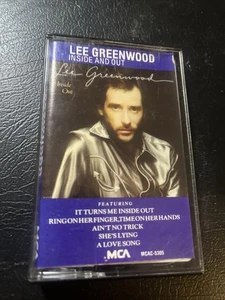 LEE GREENWOOD
INSIDE AND OUT
Lee Greenwood
Inside
Out
FEATURING
IT TURNS ME INSIDE OUT
RING ON HER FINGER, TIME ON HER HANDS
AIN'T NO TRICK
SHE'S LYING
A LOVE SONG
.MCA
MCAC-5305